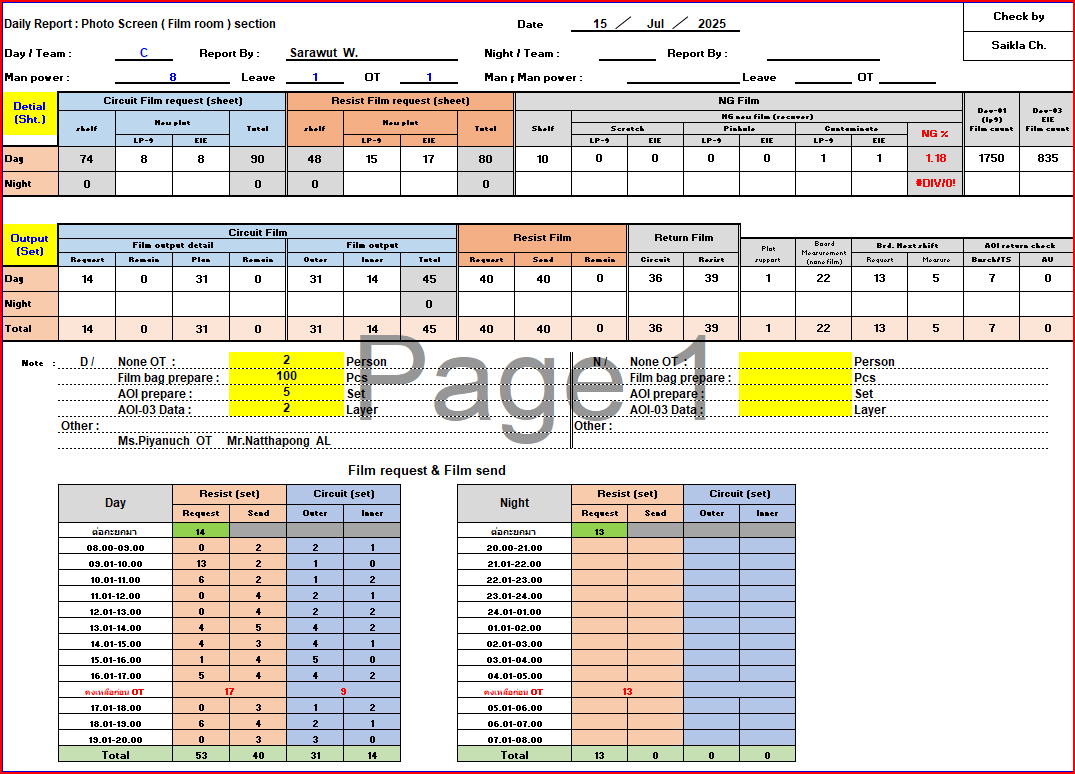 Daily Report : Photo Screen ( Film room ) section Date 15 / Jul / 2025 Check by
Day / Team : C Report By : Sarawut W. Night / Team : Report By : Saikla Ch.
Man power : 8 Leave 1 OT 1 Man p Man power : Leave OT
Detial (Sht.) Circuit Film request (sheet) Resist Film request (sheet) NG Film Dev-01 (lp9) Film count Dev-03 EIE Film count
shelf New plot Total shelf New plot Total Shelf NG new film (recover) NG %
Scratch Pinhole Contaminate
LP-9 EIE LP-9 EIE LP-9 EIE LP-9 EIE LP-9 EIE
Day 74 8 8 90 48 15 17 80 10 0 0 0 0 1 1 1.18 1750 835
Night 0 0 0 0 #DIV/0!
Output (Set) Circuit Film Resist Film Return Film Plot support Board Measurement (none film) Brd. Next shift AOI return check
Film output detail Film output
Request Remain Plan Remain Outer Inner Total Request Send Remain Circuit Resist Request Measure Burch/TS AU
Day 14 0 31 0 31 14 45 40 40 0 36 39 1 22 13 5 7 0
Night 0
Total 14 0 31 0 31 14 45 40 40 0 36 39 1 22 13 5 7 0
Note : D / None OT : 2 Person N / None OT : Person
Film bag prepare : 100 Pcs Film bag prepare : Pcs
AOI prepare : 5 Set AOI prepare : Set
AOI-03 Data : 2 Layer AOI-03 Data : Layer
Other : Other :
Ms.Piyanuch OT Mr.Natthapong AL
Page 1
Film request & Film send
Day Resist (set) Circuit (set) Night Resist (set) Circuit (set)
Request Send Outer Inner Request Send Outer Inner
ต่อกะยกมา 14 ต่อกะยกมา 13
08.00-09.00 0 2 2 1 20.00-21.00
09.01-10.00 13 2 1 0 21.01-22.00
10.01-11.00 6 2 1 2 22.01-23.00
11.01-12.00 0 4 2 1 23.01-24.00
12.01-13.00 0 4 2 2 24.01-01.00
13.01-14.00 4 5 4 2 01.01-02.00
14.01-15.00 4 3 4 1 02.01-03.00
15.01-16.00 1 4 5 0 03.01-04.00
16.01-17.00 5 4 4 2 04.01-05.00
คงเหลือก่อน OT 17 9 คงเหลือก่อน OT 13
17.01-18.00 0 3 1 2 05.01-06.00
18.01-19.00 6 4 2 1 06.01-07.00
19.01-20.00 0 3 3 0 07.01-08.00
Total 53 40 31 14 Total 13 0 0 0